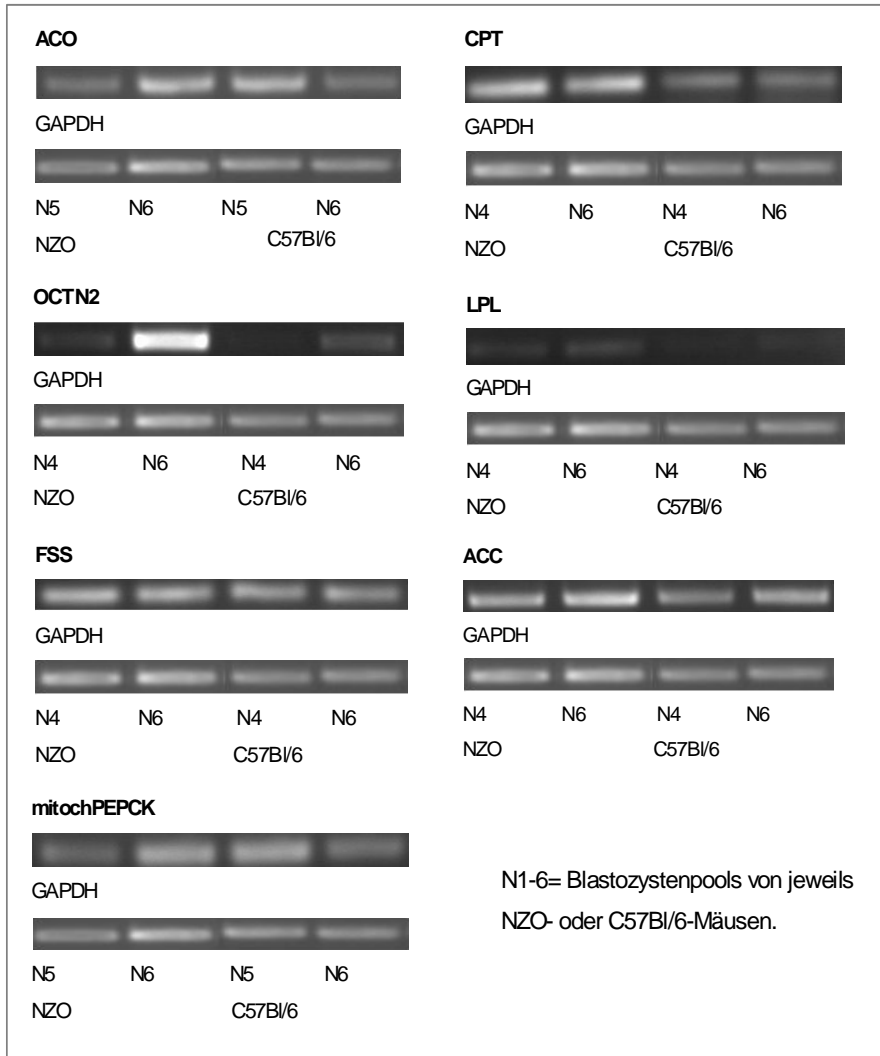 ACO
GAPDH
N5 N6 N5 N6
NZO C57Bl/6
CPT
GAPDH
N4 N6 N4 N6
NZO C57Bl/6
OCTN2
GAPDH
N4 N6 N4 N6
NZO C57Bl/6
LPL
GAPDH
N4 N6 N4 N6
NZO C57Bl/6
FSS
GAPDH
N4 N6 N4 N6
NZO C57Bl/6
ACC
GAPDH
N4 N6 N4 N6
NZO C57Bl/6
mitochPEPCK
GAPDH
N5 N6 N5 N6
NZO C57Bl/6
N1-6= Blastozystenpools von jeweils
NZO- oder C57Bl/6-Mäusen.